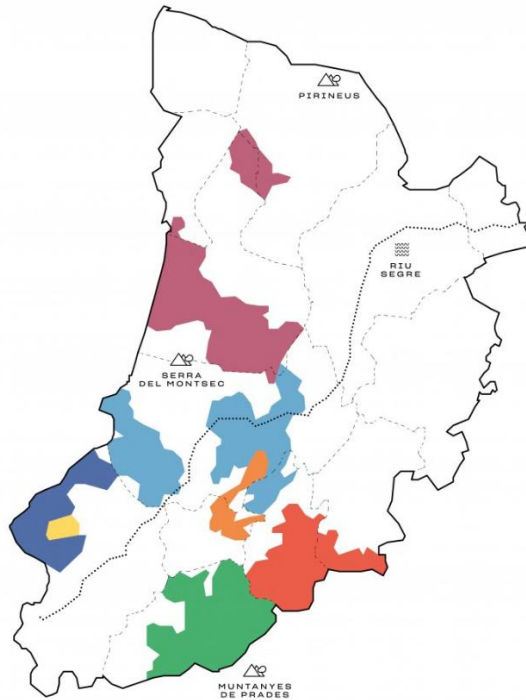 PIRINEUS
RIU
SEGRE
SERRA
DEL MONTSEC
MUNTANYES
DE PRADES